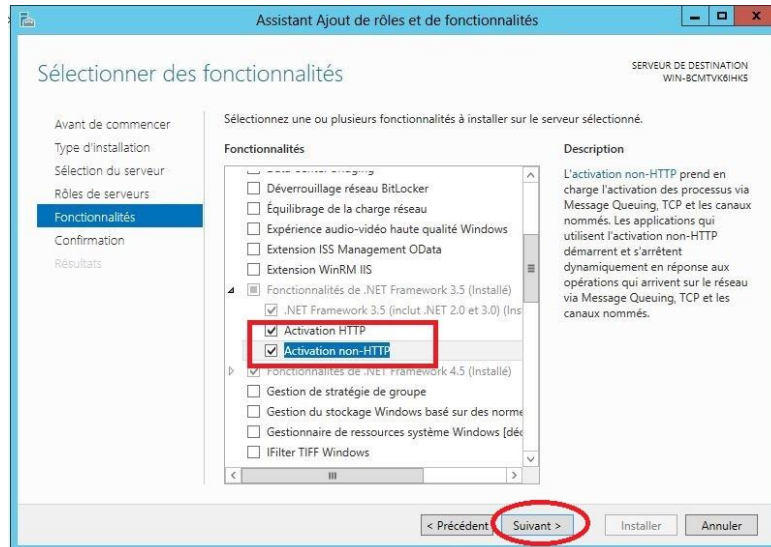 Assistant Ajout de rôles et de fonctionnalités
Sélectionner des fonctionnalités
SERVEUR DE DESTINATION
WIN-BCMTVK6IHK5
Avant de commencer
Type d'installation
Sélection du serveur
Rôles de serveurs
Fonctionnalités
Confirmation
Résultats
Sélectionnez une ou plusieurs fonctionnalités à installer sur le serveur sélectionné.
Fonctionnalités
Data Center Bridging
Déverrouillage réseau BitLocker
Équilibrage de la charge réseau
Expérience audio-vidéo haute qualité Windows
Extension ISS Management OData
Extension WinRM IIS
Fonctionnalités de .NET Framework 3.5 (Installé)
.NET Framework 3.5 (inclut .NET 2.0 et 3.0) (Ins
Activation HTTP
Activation non-HTTP
Fonctionnalités de .NET Framework 4.5 (Installé)
Gestion de stratégie de groupe
Gestion du stockage Windows basé sur des norme
Gestionnaire de ressources système Windows [déc
IFilter TIFF Windows
Description
L'activation non-HTTP prend en
charge l'activation des processus via
Message Queuing, TCP et les canaux
nommés. Les applications qui
utilisent l'activation non-HTTP
démarrent et s'arrêtent
dynamiquement en réponse aux
opérations qui arrivent sur le réseau
via Message Queuing, TCP et les
canaux nommés.
< Précédent
Suivant >
Installer
Annuler